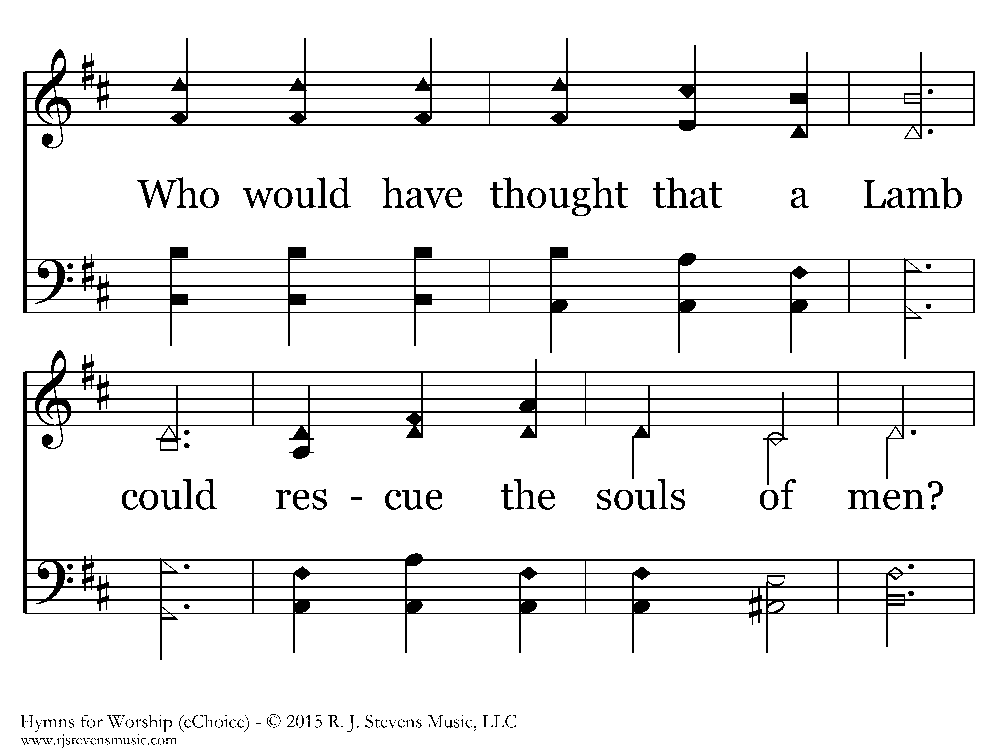 Who would have thought that a Lamb
could res - cue the souls of men?
Hymns for Worship (eChoice) - © 2015 R. J. Stevens Music, LLC
www.rjstevensmusic.com